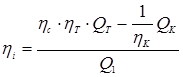 η_i = (η_c · η_T · Q_T − (1/η_K) Q_K) / Q_1